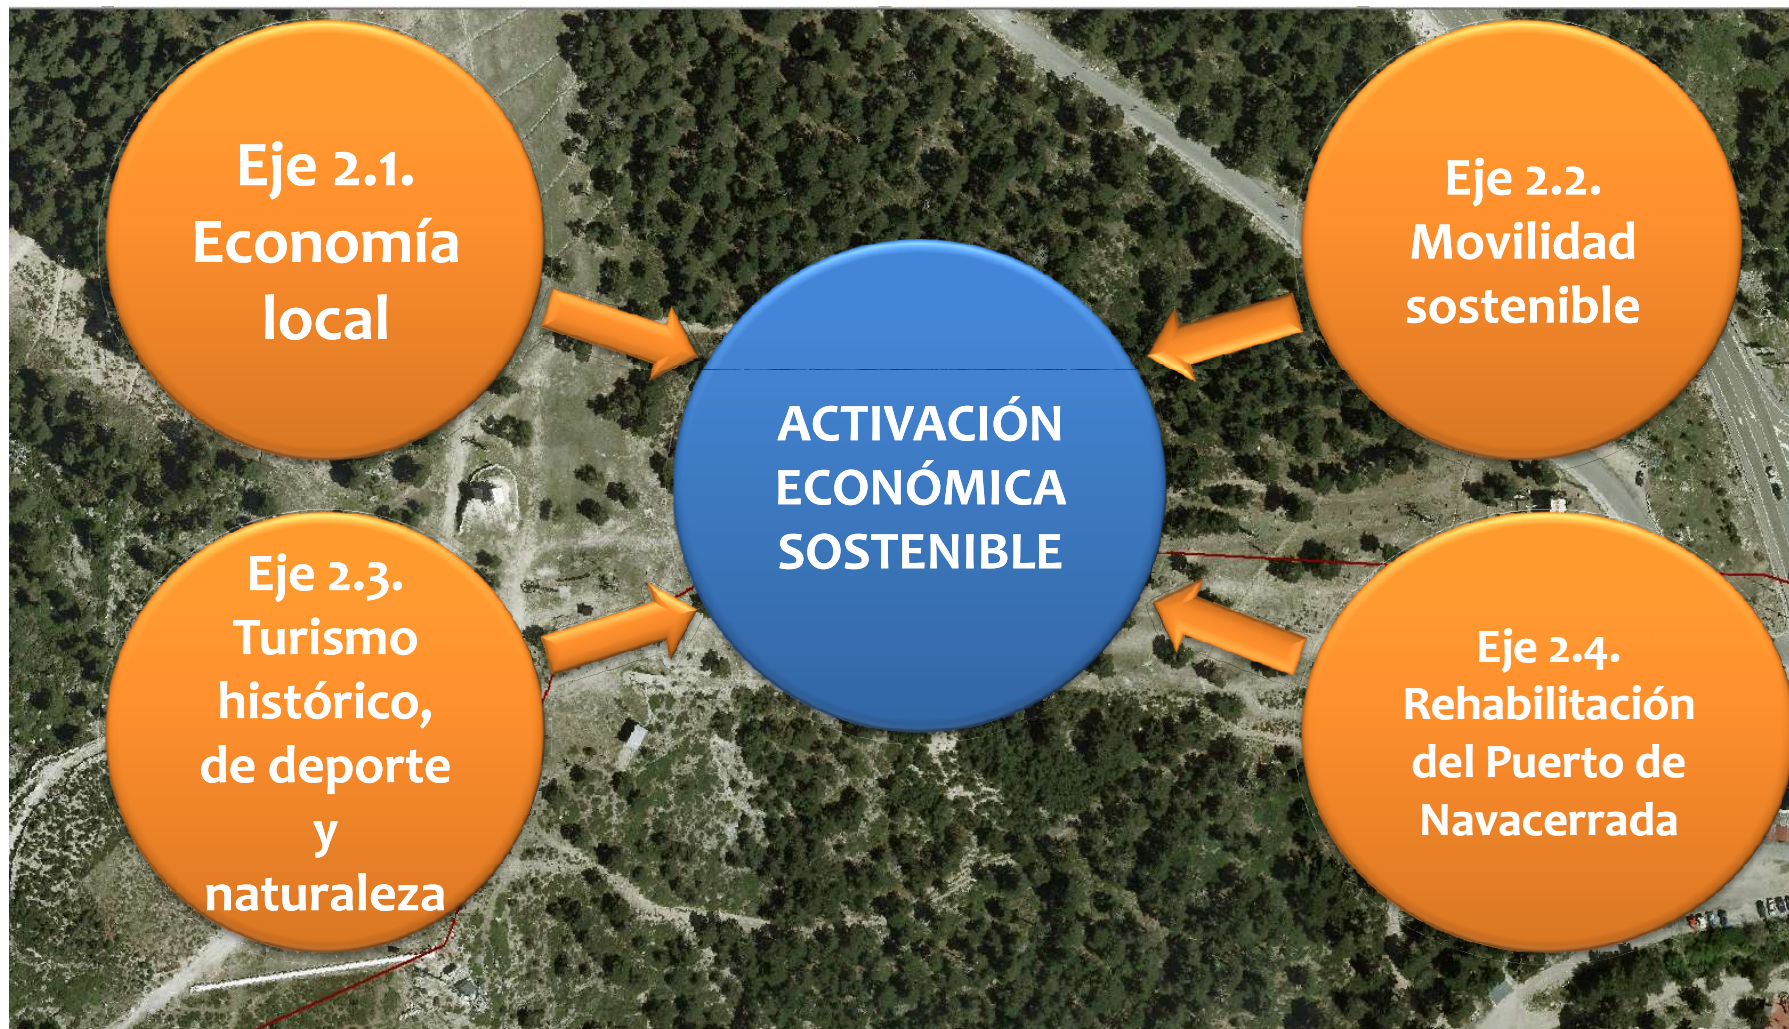 Eje 2.1.
Economía
local
Eje 2.2.
Movilidad
sostenible
ACTIVACIÓN
ECONÓMICA
SOSTENIBLE
Eje 2.3.
Turismo
histórico,
de deporte
y
naturaleza
Eje 2.4.
Rehabilitación
del Puerto de
Navacerrada